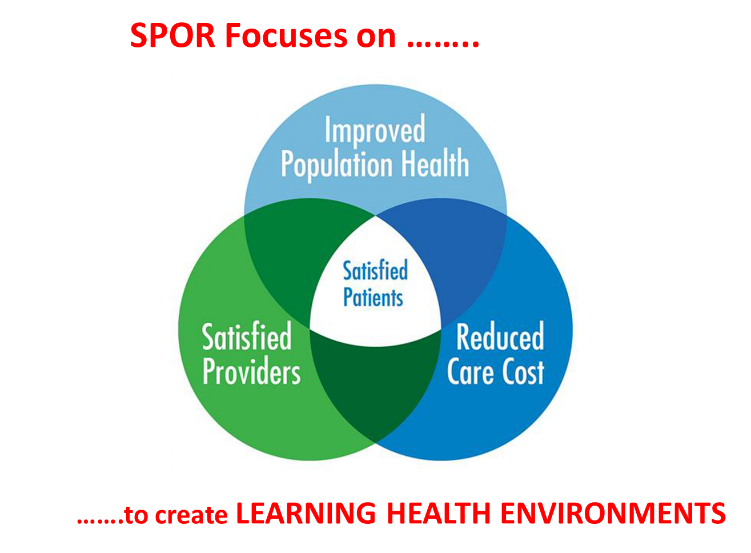 SPOR Focuses on ……..
Improved
Population Health
Satisfied
Patients
Satisfied
Providers
Reduced
Care Cost
…….to create LEARNING HEALTH ENVIRONMENTS